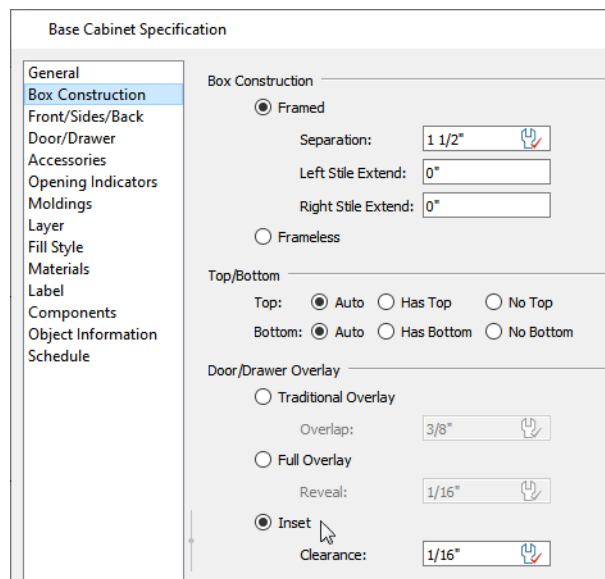 Base Cabinet Specification
General
Box Construction
Front/Sides/Back
Door/Drawer
Accessories
Opening Indicators
Moldings
Layer
Fill Style
Materials
Label
Components
Object Information
Schedule
Box Construction
Framed
Separation: 1 1/2"
Left Stile Extend: 0"
Right Stile Extend: 0"
Frameless
Top/Bottom
Top: Auto Has Top No Top
Bottom: Auto Has Bottom No Bottom
Door/Drawer Overlay
Traditional Overlay
Overlap: 3/8"
Full Overlay
Reveal: 1/16"
Inset
Clearance: 1/16"